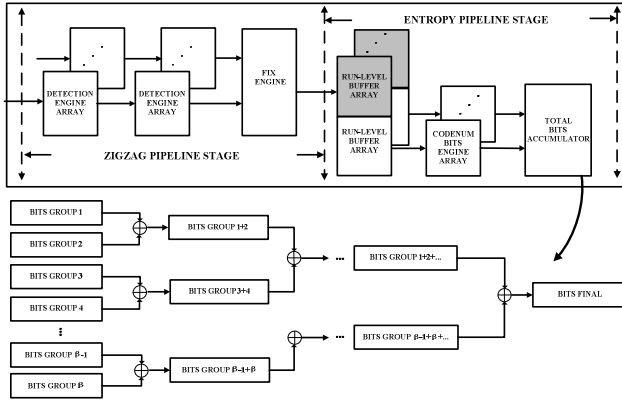 ENTROPY PIPELINE STAGE
DETECTION
ENGINE
ARRAY
DETECTION
ENGINE
ARRAY
FIX
ENGINE
RUN-LEVEL
BUFFER
ARRAY
RUN-LEVEL
BUFFER
ARRAY
CODENUM
BITS
ENGINE
ARRAY
TOTAL
BITS
ACCUMULATOR
ZIGZAG PIPELINE STAGE
BITS GROUP 1
BITS GROUP 2
BITS GROUP 1+2
BITS GROUP 3
BITS GROUP 4
BITS GROUP3+4
... BITS GROUP 1+2+...
BITS FINAL
BITS GROUP β-1
BITS GROUP β
BITS GROUP β-1+β
... BITS GROUP β-1+β+...